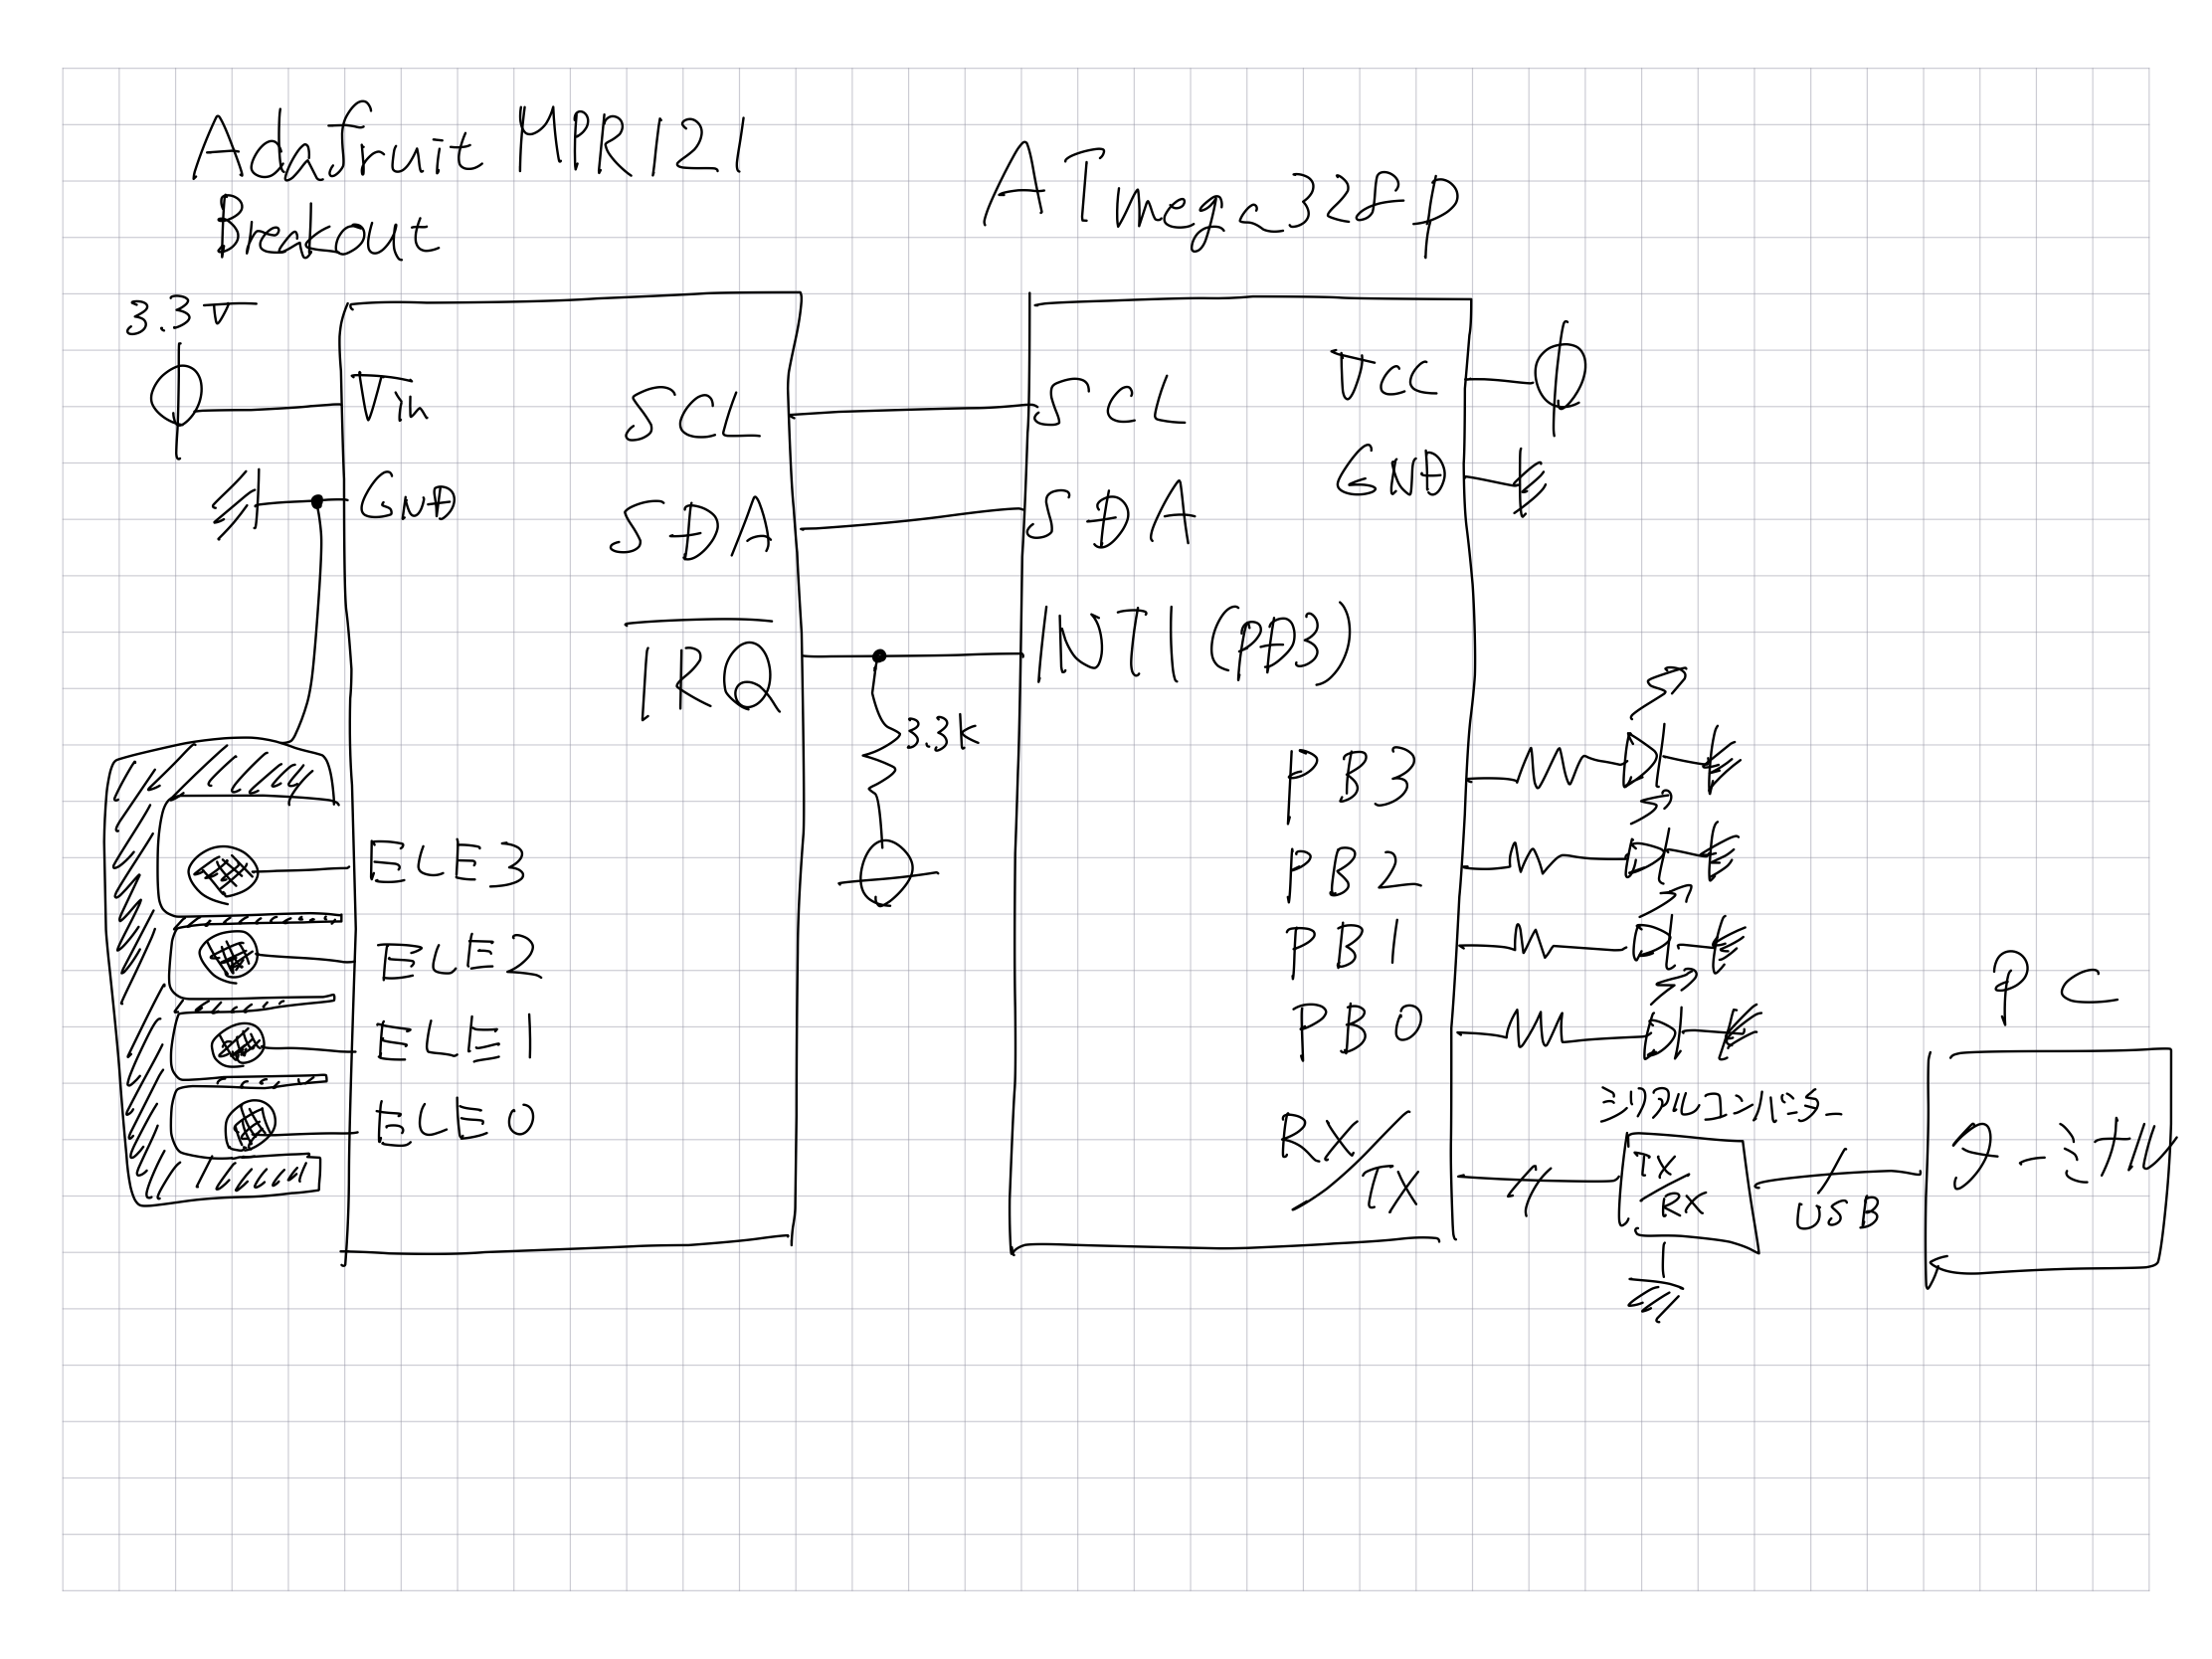 Adafruit MPR121
Breakout
ATmega328p
3.3V
Vin
GND
SCL
SDA
IRQ
ELE3
ELE2
ELE1
ELE0
3.3k
SCL
SDA
INT1 (PD3)
VCC
GND
PB3
PB2
PB1
PB0
RX/
TX
シリアルコンバーター
TX
RX
USB
PC
ターミナル